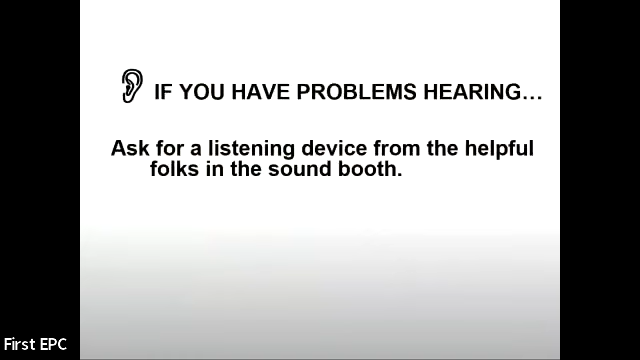 IF YOU HAVE PROBLEMS HEARING...
Ask for a listening device from the helpful
folks in the sound booth.
First EPC